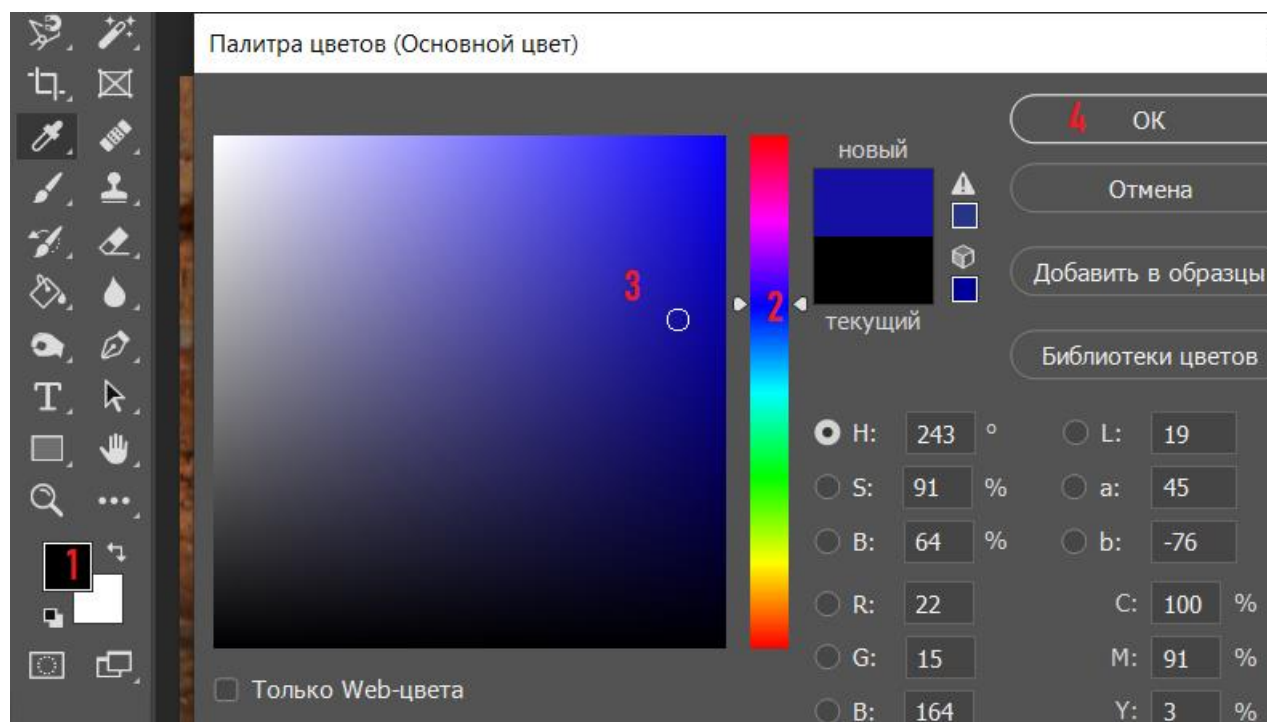 Палитра цветов (Основной цвет)
4 ОК
новый
Отмена
3
2
Добавить в образцы
текущий
Библиотеки цветов
H: 243 ° L: 19
S: 91 % a: 45
B: 64 % b: -76
1
R: 22 C: 100 %
G: 15 M: 91 %
Только Web-цвета
B: 164 Y: 3 %